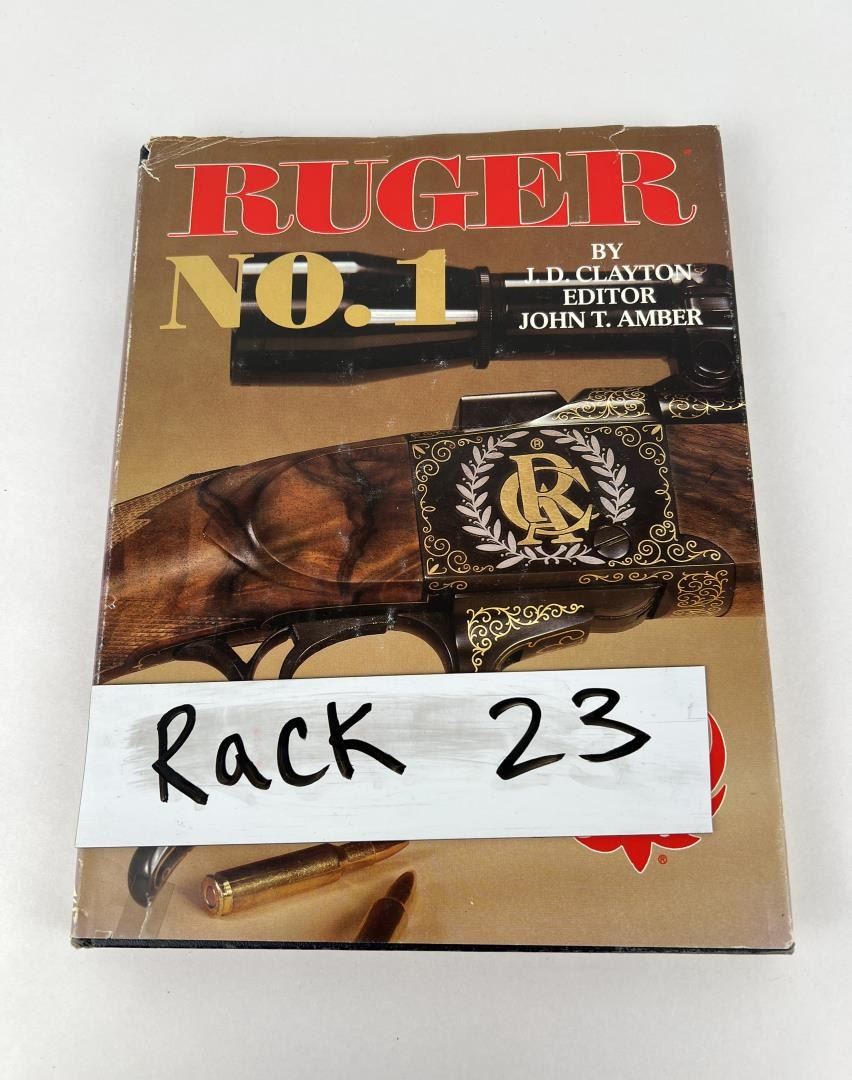 RUGER
NO. 1
BY
J. D. CLAYTON
EDITOR
JOHN T. AMBER
®
Rack 23
®